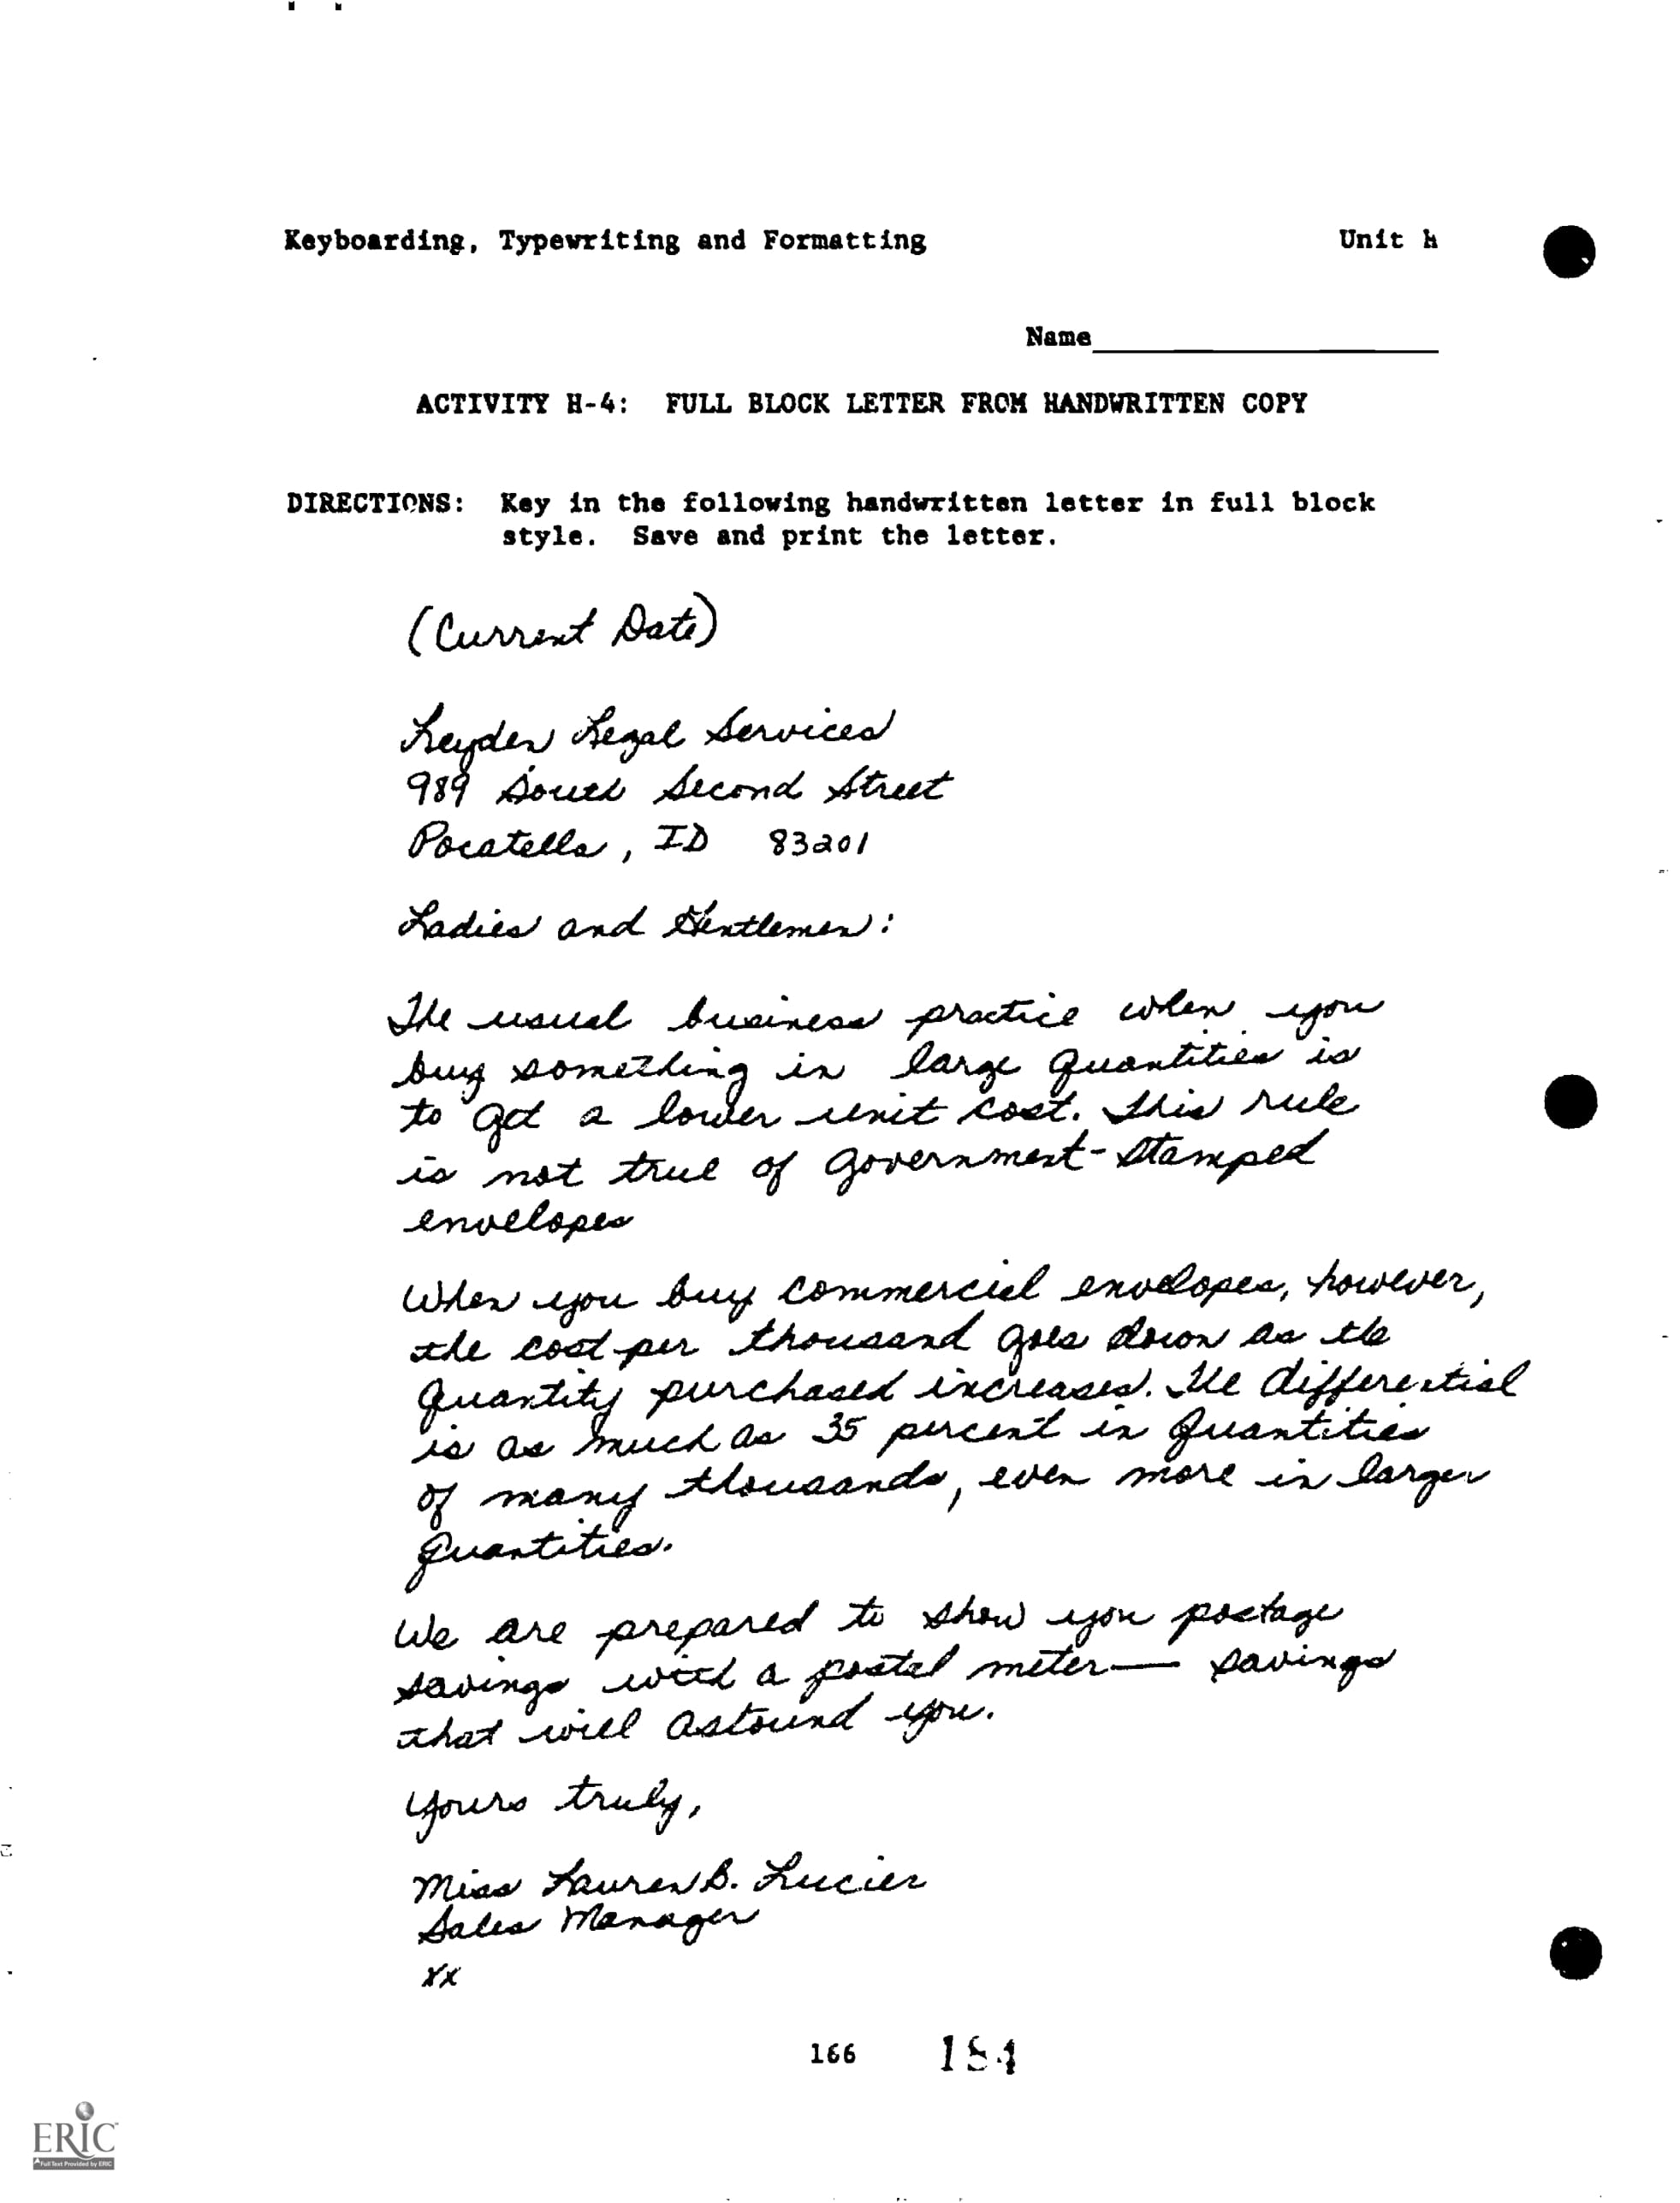 Keyboarding, Typewriting and Formatting Unit H
Name
ACTIVITY H-4: FULL BLOCK LETTER FROM HANDWRITTEN COPY
DIRECTIONS: Key in the following handwritten letter in full block
style. Save and print the letter.
(Current Date)
Leyden Legal Services
989 South Second Street
Pocatello, ID 83201
Ladies and Gentlemen:
The usual business practice when you
buy something in large quantities is
to get a lower unit cost. This rule
is not true of government-stamped
envelopes
When you buy commercial envelopes, however,
the cost per thousand goes down as the
quantity purchased increases. The differential
is as much as 35 percent in quantities
of many thousands, even more in larger
quantities.
We are prepared to show you postage
savings with a postal meter— savings
that will astound you.
Yours truly,
Miss Lauren B. Lucier
Sales Manager
xx
166 184
ERIC
Full Text Provided by ERIC